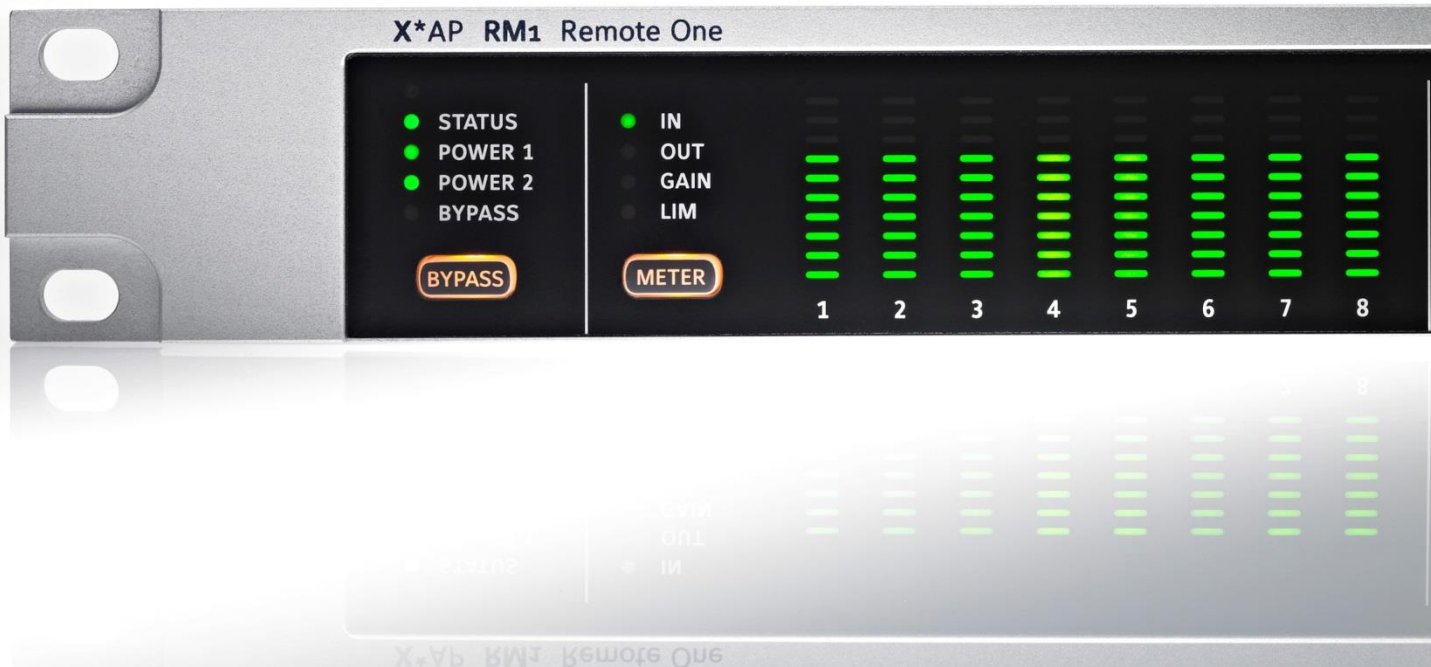 X*AP RM1 Remote One
STATUS
POWER 1
POWER 2
BYPASS
BYPASS
IN
OUT
GAIN
LIM
METER
1 2 3 4 5 6 7 8